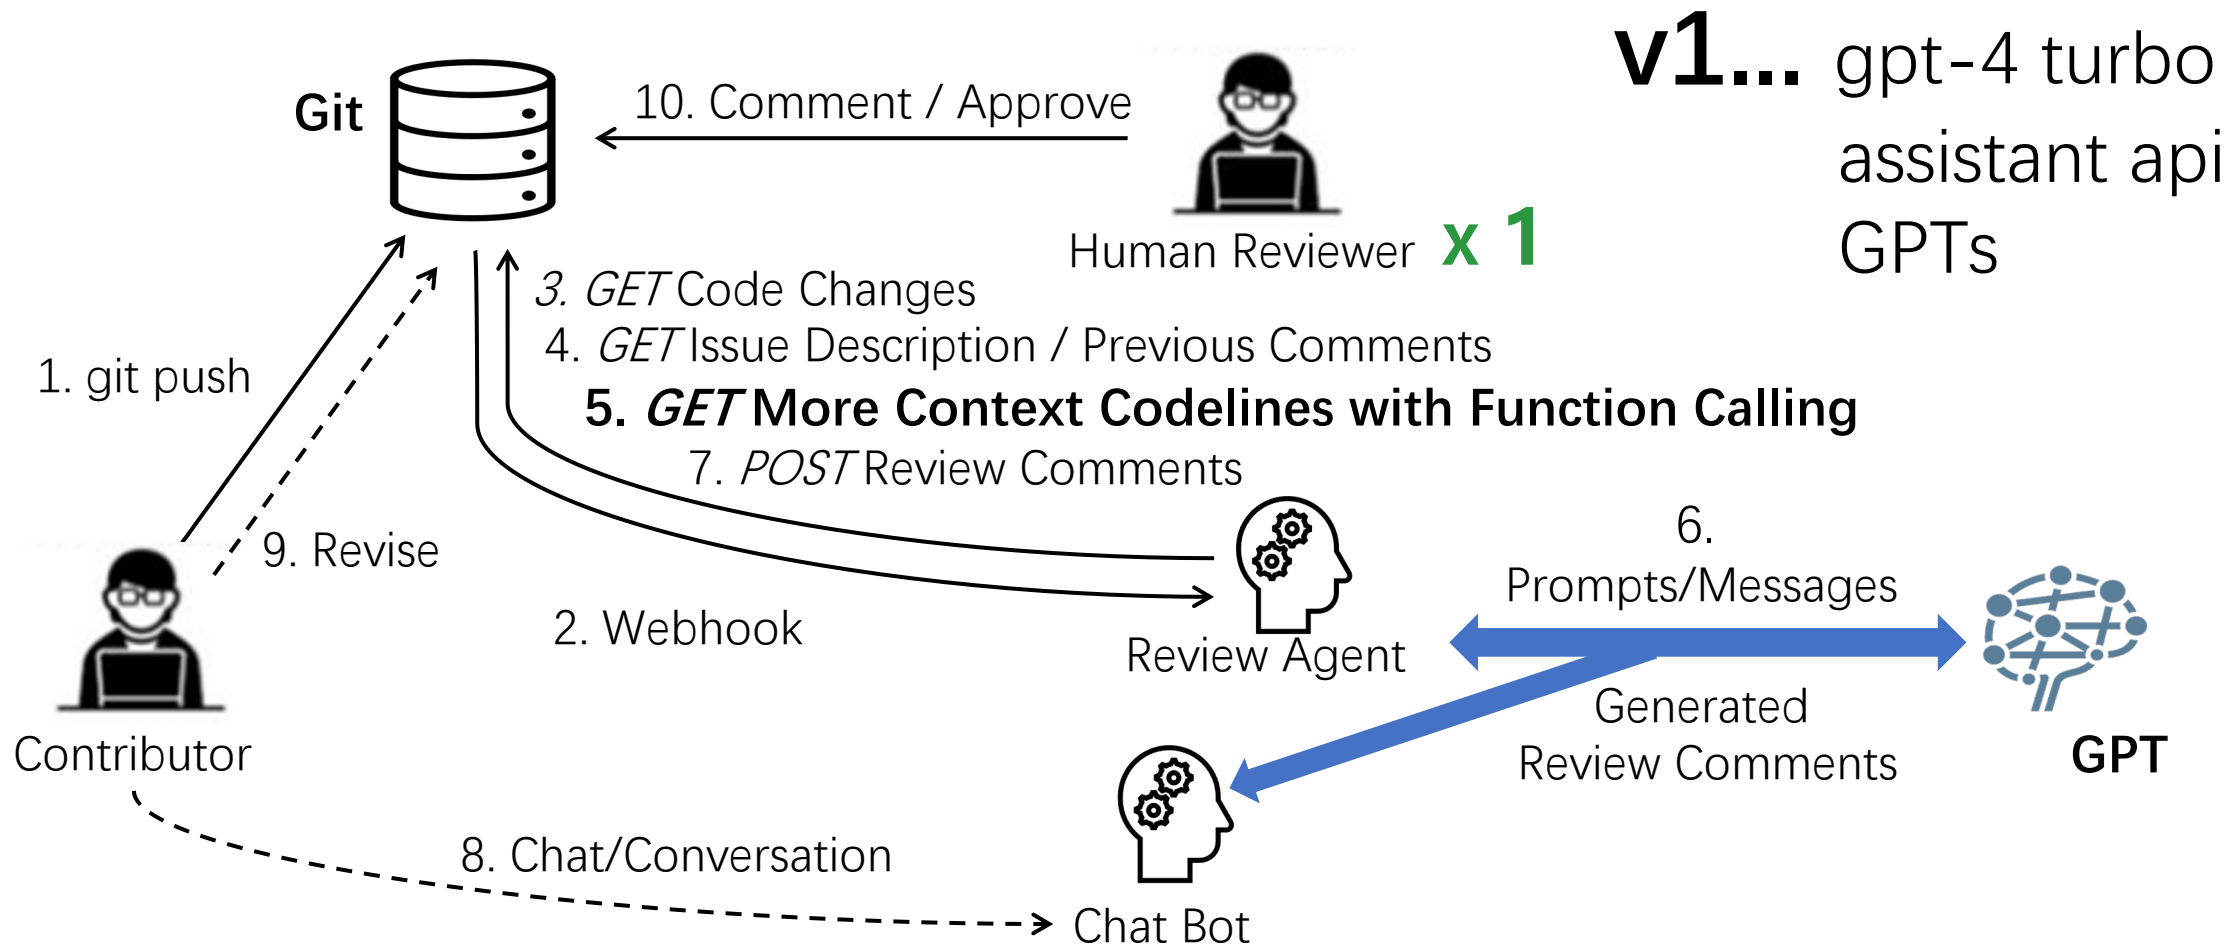 v1... gpt-4 turbo
assistant api
GPTs
Git
10. Comment / Approve
Human Reviewer x 1
3. GET Code Changes
4. GET Issue Description / Previous Comments
1. git push
5. GET More Context Codelines with Function Calling
7. POST Review Comments
9. Revise
6.
Prompts/Messages
2. Webhook
Review Agent
Generated
Review Comments
GPT
Contributor
8. Chat/Conversation
Chat Bot